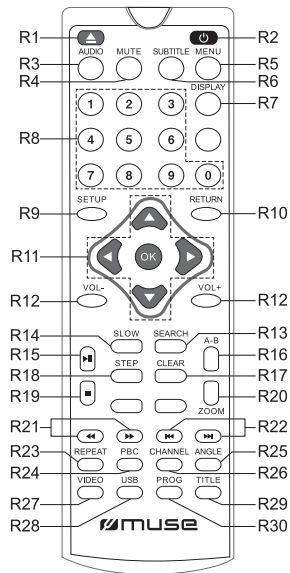 R1 R2
R3 AUDIO MUTE SUBTITLE MENU R5
R4 R6
DISPLAY R7
1 2 3
R8 4 5 6
7 8 9 0
R9 SETUP RETURN R10
R11 OK
R12 VOL- VOL+ R12
R14 SLOW SEARCH R13
R15 A-B R16
R18 STEP CLEAR R17
R19 R20
ZOOM
R21 R22
R23 REPEAT PBC CHANNEL ANGLE R25
R24 R26
R27 VIDEO USB PROG TITLE R29
R28 R30
muse